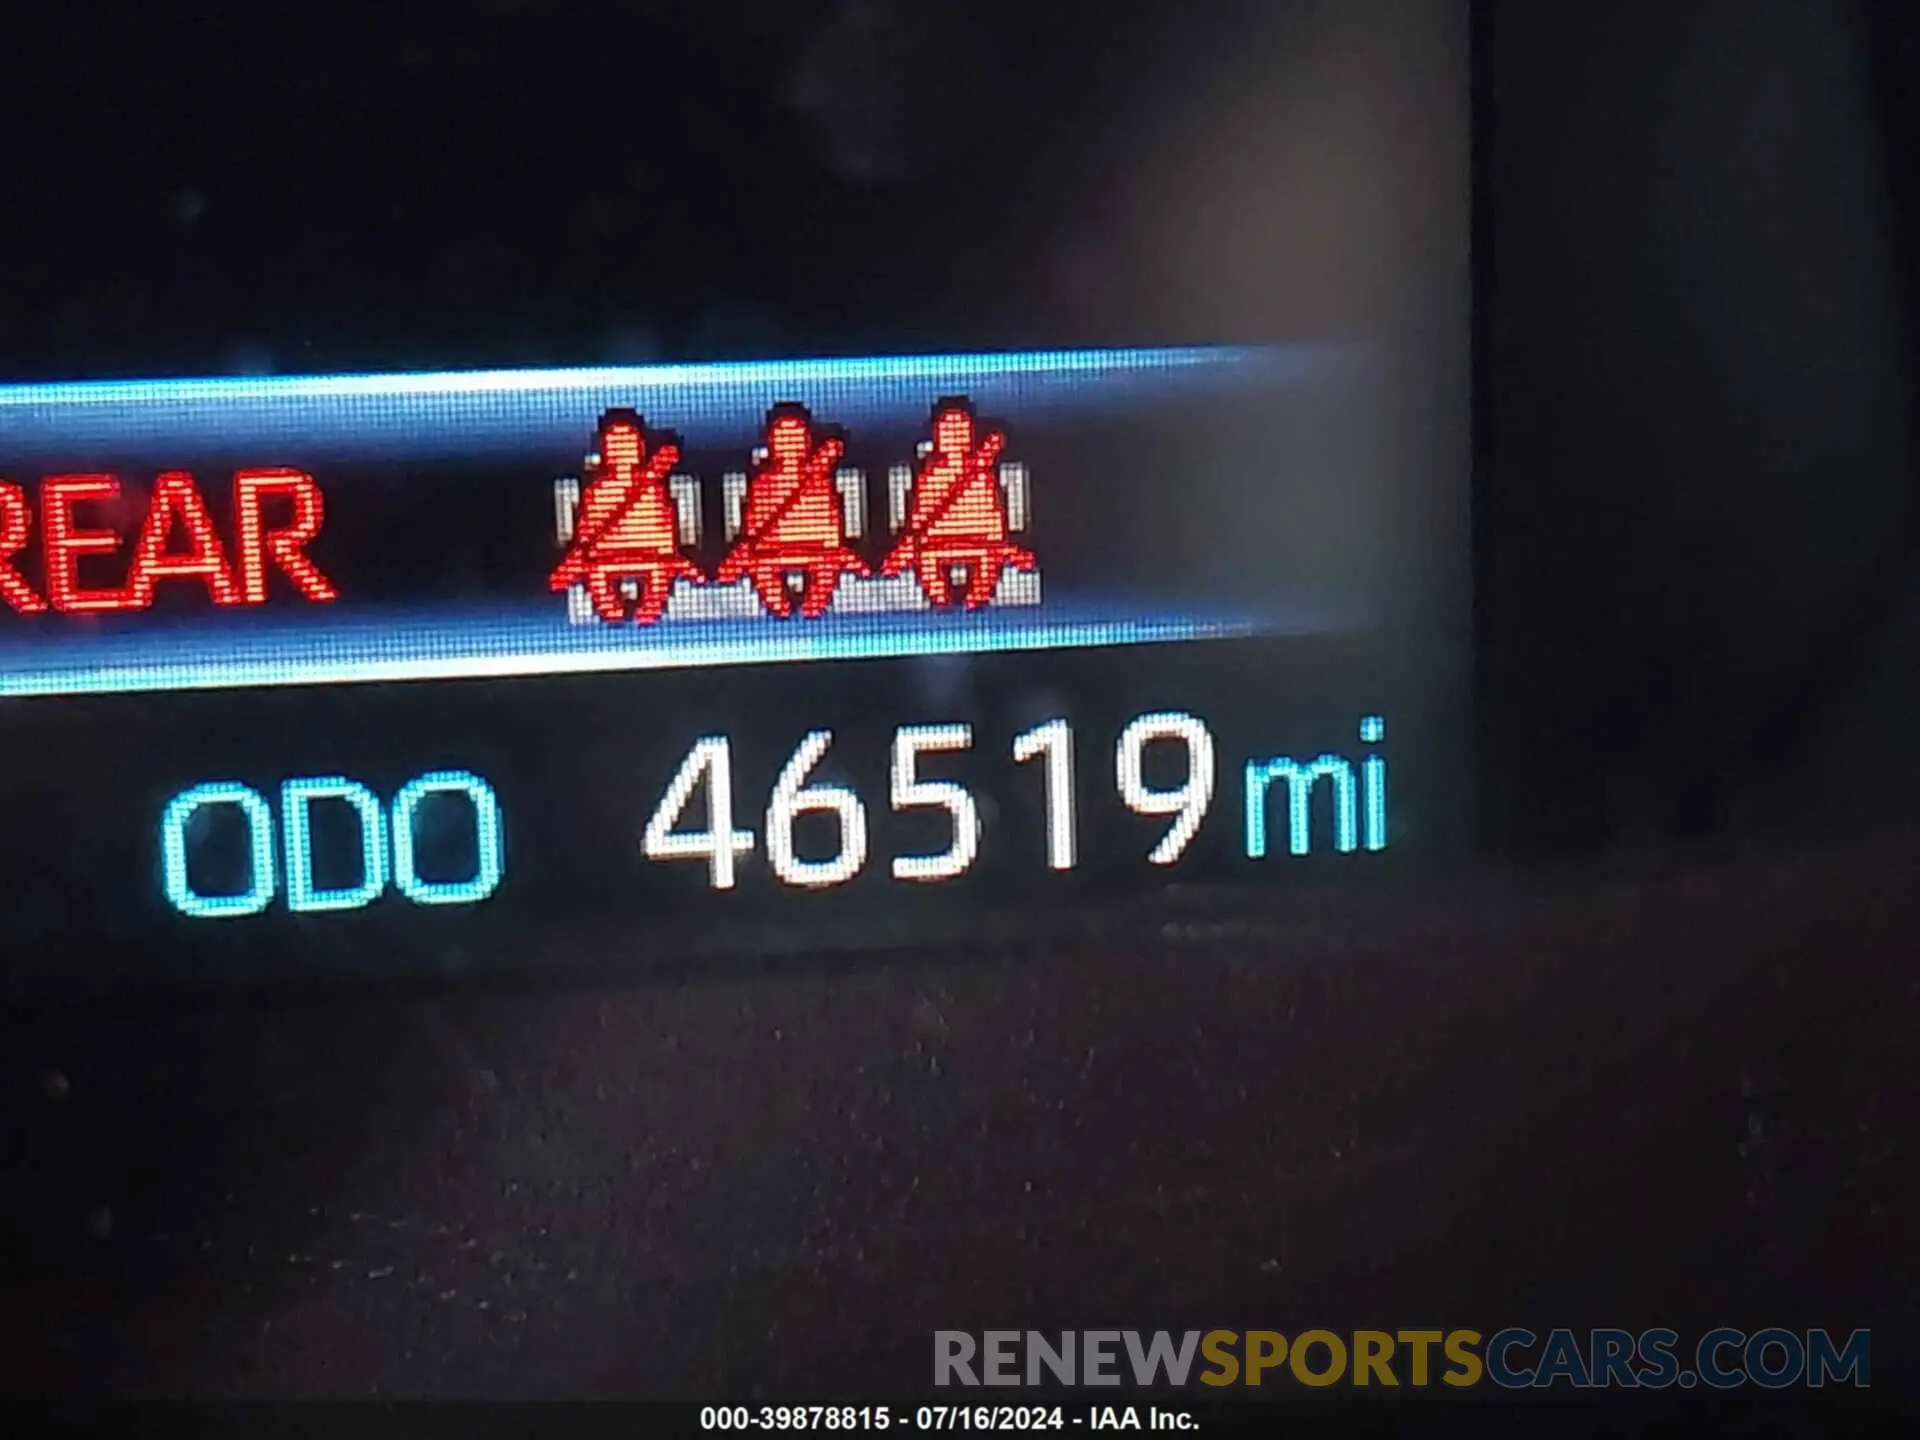 REAR
ODO 46519 mi
RENEWSPORTSCARS.COM
000-39878815 - 07/16/2024 - IAA Inc.